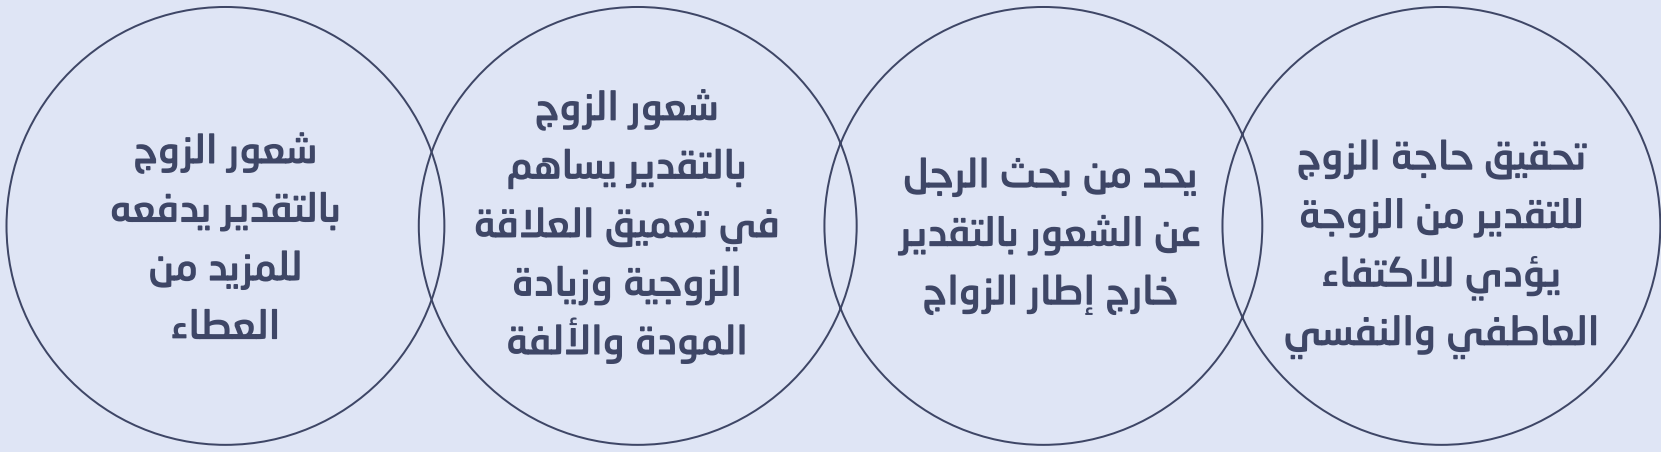 تحقيق حاجة الزوج
للتقدير من الزوجة
يؤدي للاكتفاء
العاطفي والنفسي
يحد من بحث الرجل
عن الشعور بالتقدير
خارج إطار الزواج
شعور الزوج
بالتقدير يساهم
في تعميق العلاقة
الزوجية وزيادة
المودة والألفة
شعور الزوج
بالتقدير يدفعه
للمزيد من
العطاء